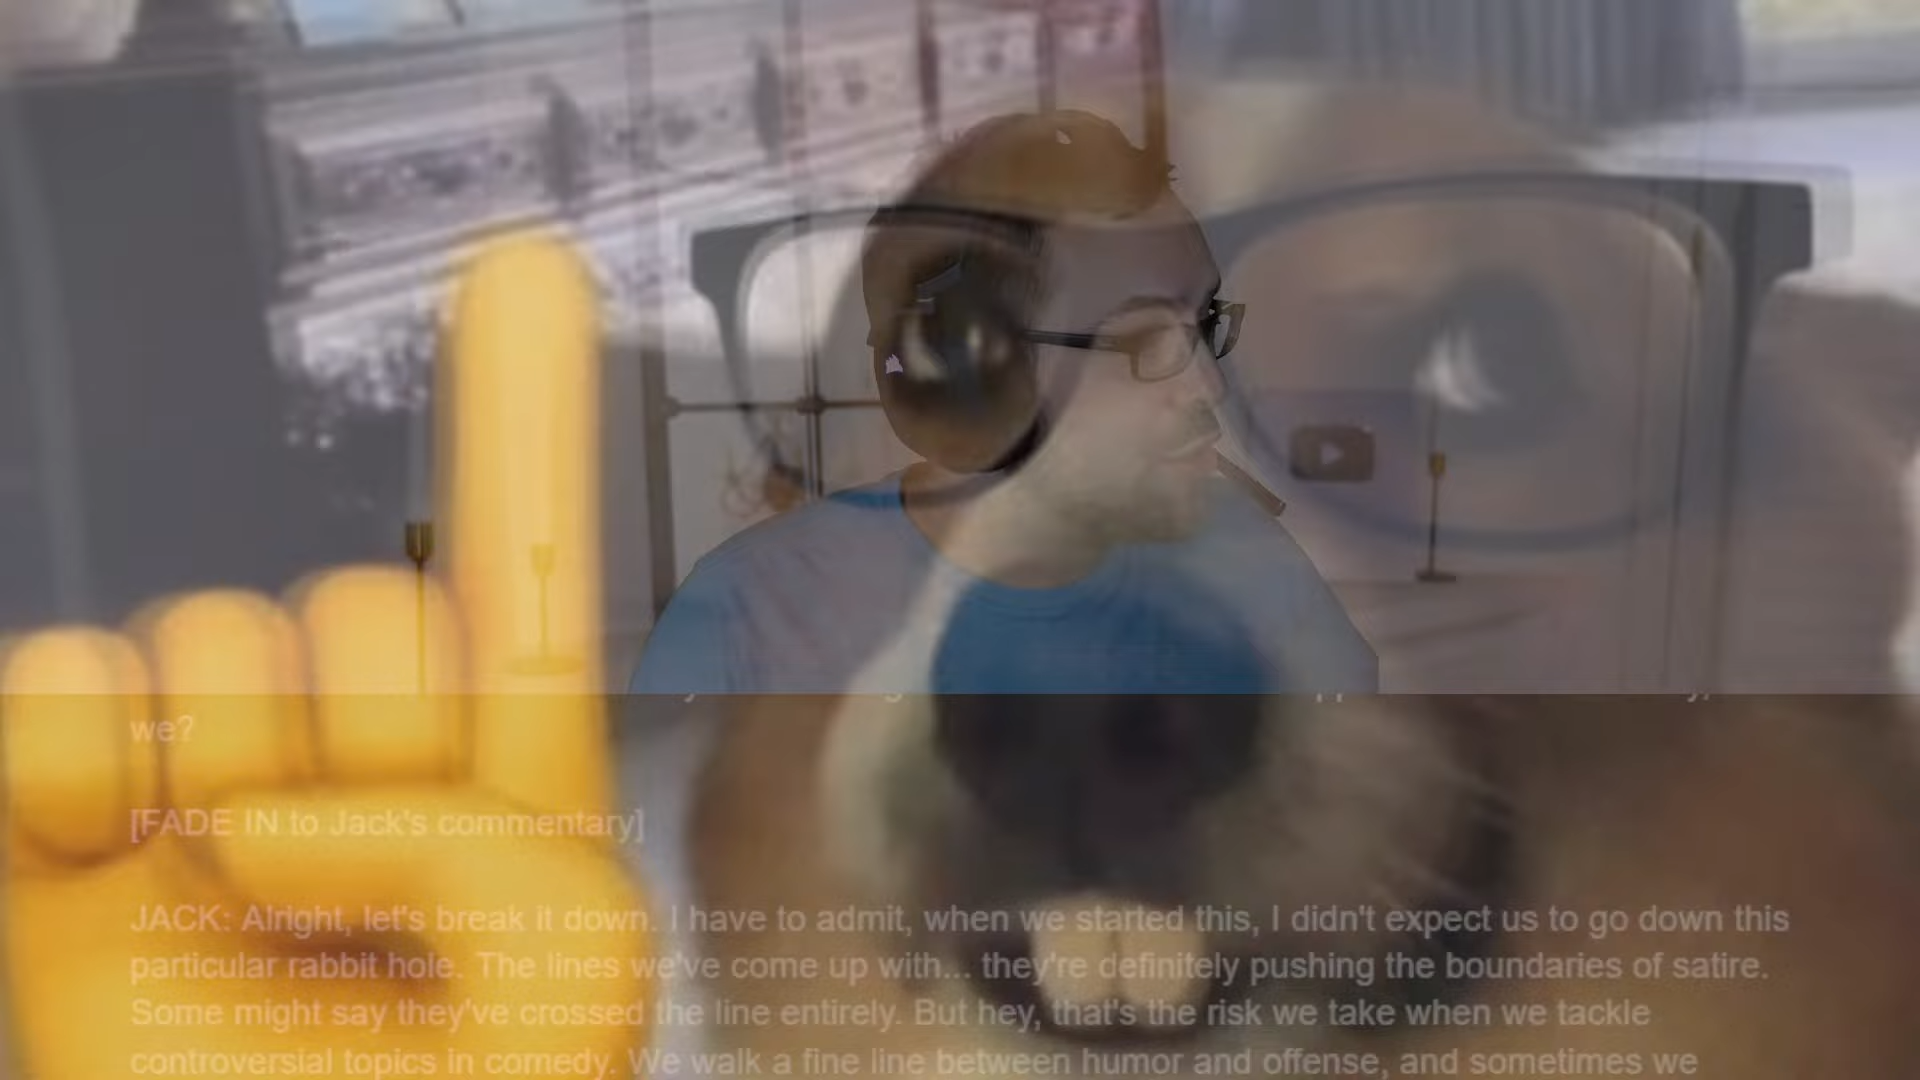 we?
[FADE IN to Jack's commentary]
JACK: Alright, let's break it down. I have to admit, when we started this, I didn't expect us to go down this
particular rabbit hole. The lines we've come up with... they're definitely pushing the boundaries of satire.
Some might say they've crossed the line entirely. But hey, that's the risk we take when we tackle
controversial topics in comedy. We walk a fine line between humor and offense, and sometimes we